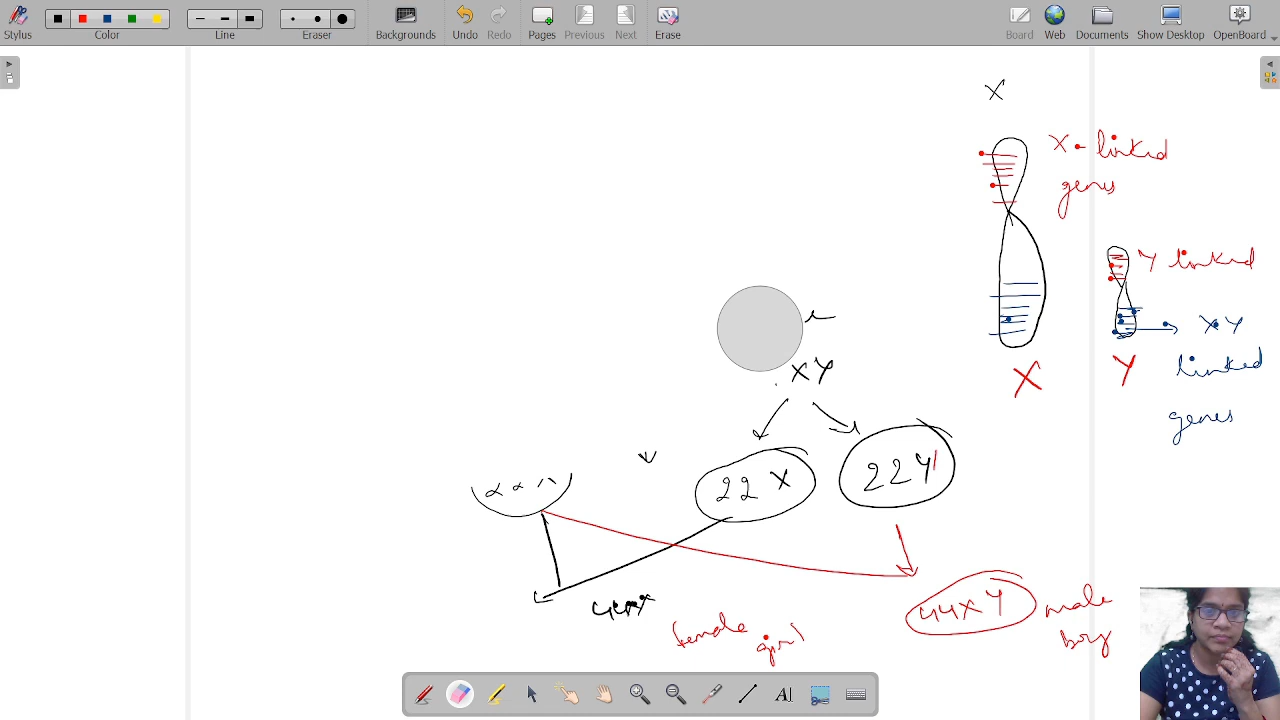 Stylus
Color
Line
Eraser
Backgrounds
Undo
Redo
Pages
Previous
Next
Erase
Board
Web
Documents
Show Desktop
OpenBoard
X
X-linked
genes
Y linked
XY
linked
genes
X
Y
XY
22 X
22 Y
44XY
male
boy
female
girl